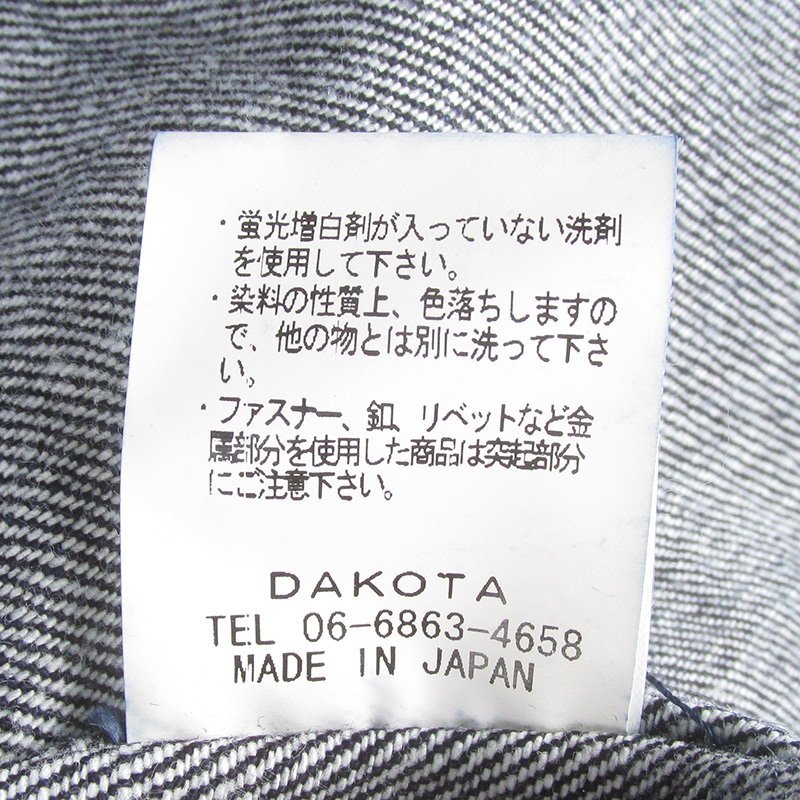 ・蛍光増白剤が入っていない洗剤
を使用して下さい。
・染料の性質上、色落ちしますの
で、他の物とは別に洗って下さ
い。
・ファスナー、釦、リベットなど金
属部分を使用した商品は突起部分
にご注意下さい。
DAKOTA
TEL 06-6863-4658
MADE IN JAPAN